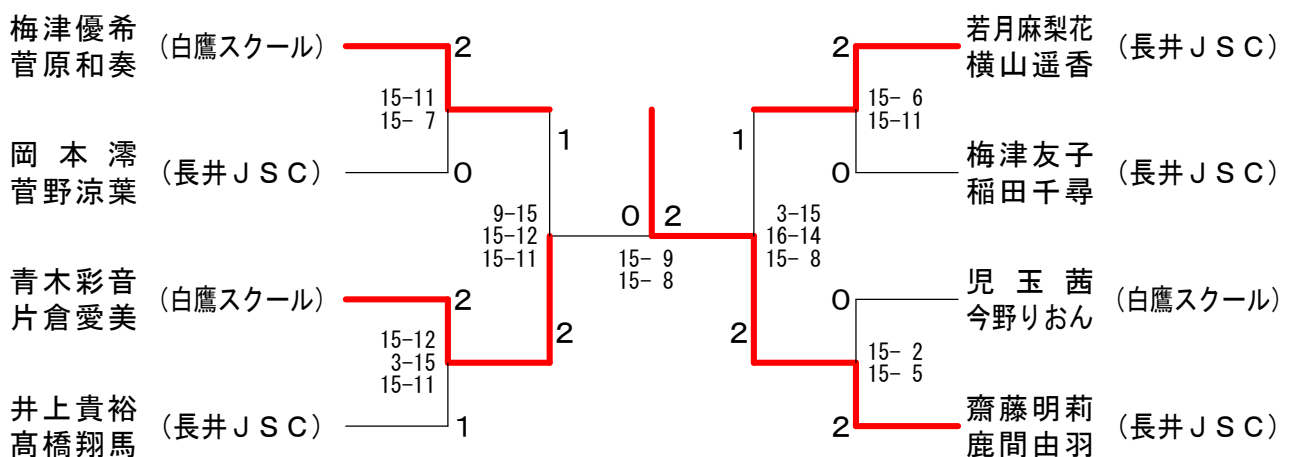 梅津優希
菅原和奏
(白鷹スクール)
2
15-11
15- 7
岡本澪
菅野涼葉
(長井JSC)
0
1
9-15
15-12
15-11
青木彩音
片倉愛美
(白鷹スクール)
2
15-12
3-15
15-11
2
井上貴裕
髙橋翔馬
(長井JSC)
1
0
2
15- 9
15- 8
2
若月麻梨花
横山遥香
(長井JSC)
15- 6
15-11
1
0
梅津友子
稲田千尋
(長井JSC)
3-15
16-14
15- 8
0
児玉茜
今野りおん
(白鷹スクール)
2
15- 2
15- 5
2
齋藤明莉
鹿間由羽
(長井JSC)